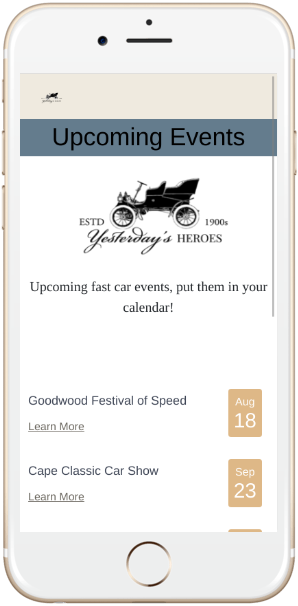 Upcoming Events
ESTD 1900s
Yesterday's HEROES
Upcoming fast car events, put them in your
calendar!
Goodwood Festival of Speed
Aug
18
Learn More
Cape Classic Car Show
Sep
23
Learn More